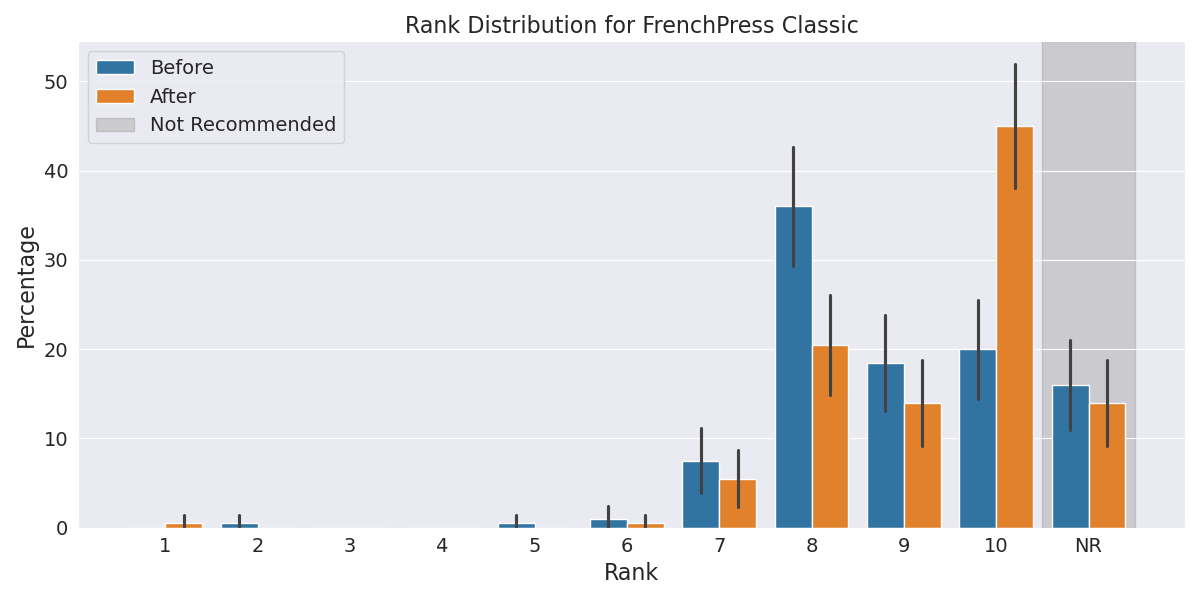 Rank Distribution for FrenchPress Classic
Before
After
Not Recommended
Percentage
50
40
30
20
10
0
1 2 3 4 5 6 7 8 9 10 NR
Rank